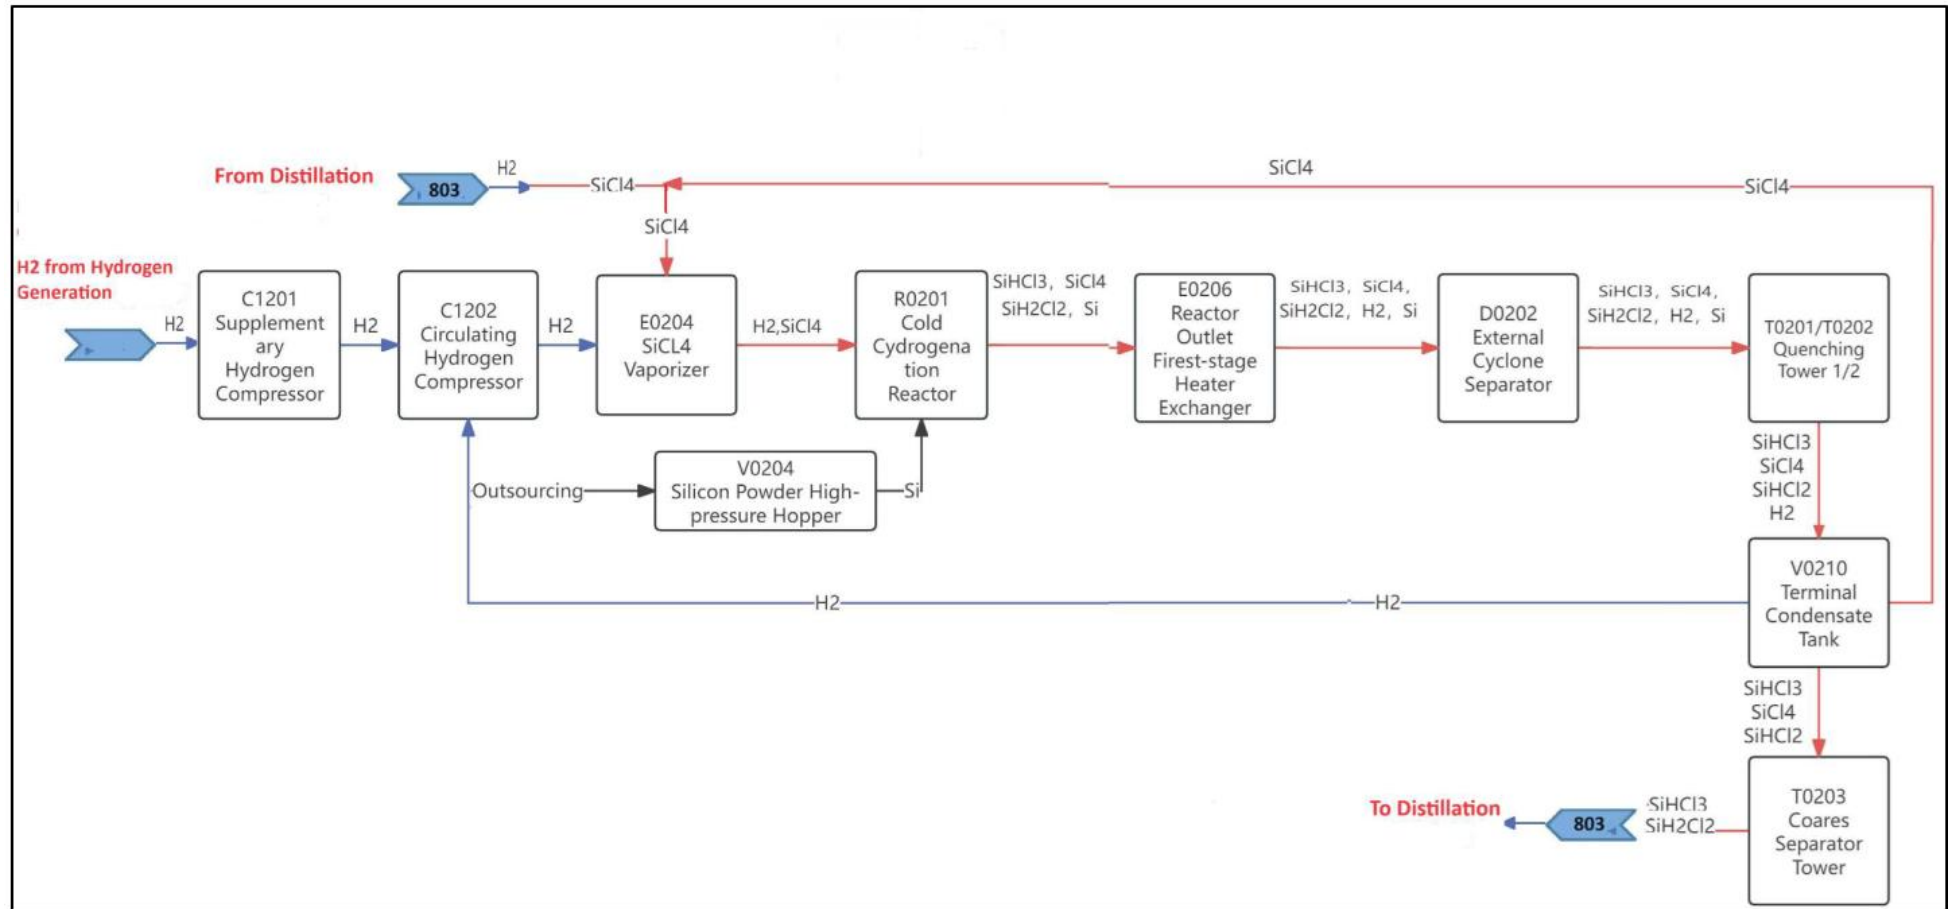 SiCl4
H2
From Distillation
803
SiCl4
SiCl4
SiCl4
H2 from Hydrogen
Generation
H2
C1201
Supplement
ary
Hydrogen
Compressor
H2
C1202
Circulating
Hydrogen
Compressor
H2
E0204
SiCL4
Vaporizer
H2,SiCl4
R0201
Cold
Cydrogena
tion
Reactor
SiHCl3, SiCl4
SiH2Cl2, Si
E0206
Reactor
Outlet
Firest-stage
Heater
Exchanger
SiHCl3, SiCl4,
SiH2Cl2, H2, Si
D0202
External
Cyclone
Separator
SiHCl3, SiCl4,
SiH2Cl2, H2, Si
T0201/T0202
Quenching
Tower 1/2
Outsourcing
V0204
Silicon Powder High-
pressure Hopper
Si
SiHCl3
SiCl4
SiHCl2
H2
V0210
Terminal
Condensate
Tank
H2
H2
SiHCl3
SiCl4
SiHCl2
T0203
Coares
Separator
Tower
SiHCl3
SiH2Cl2
803
To Distillation